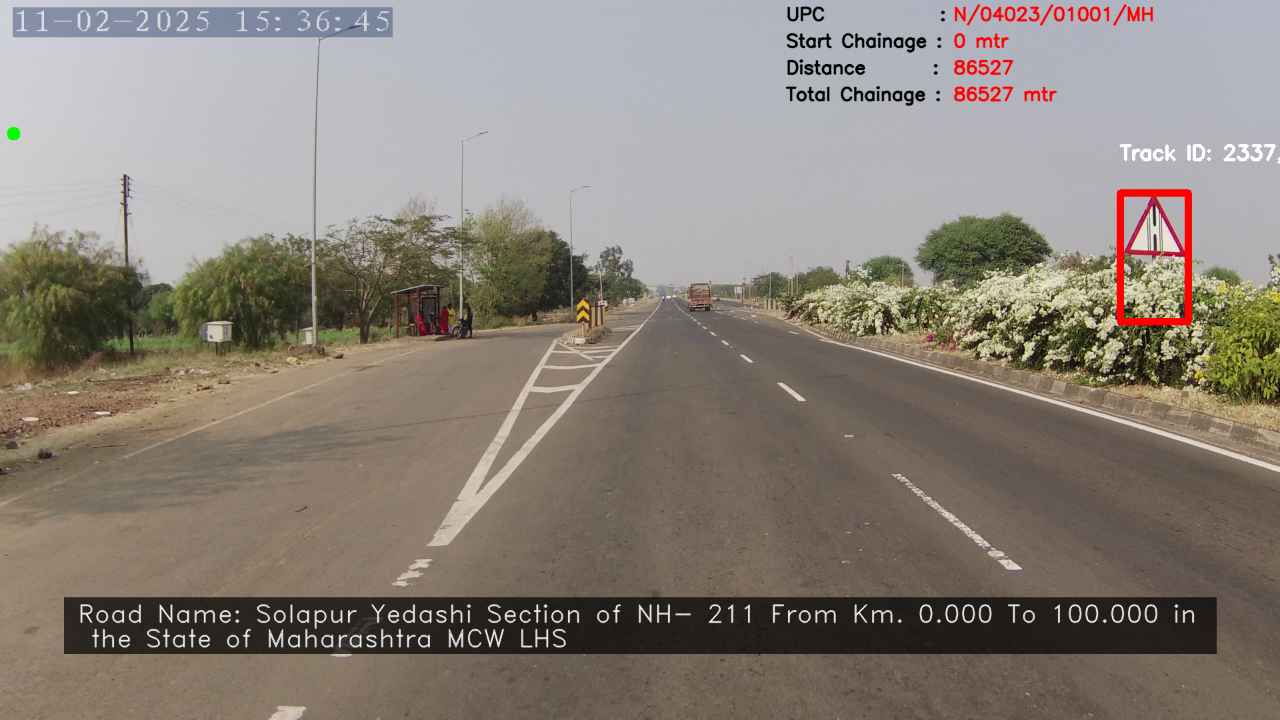 11-02-2025 15:36:45
UPC : N/04023/01001/MH
Start Chainage : 0 mtr
Distance : 86527
Total Chainage : 86527 mtr
Track ID: 2337,
Road Name: Solapur Yedashi Section of NH- 211 From Km. 0.000 To 100.000 in
the State of Maharashtra MCW LHS